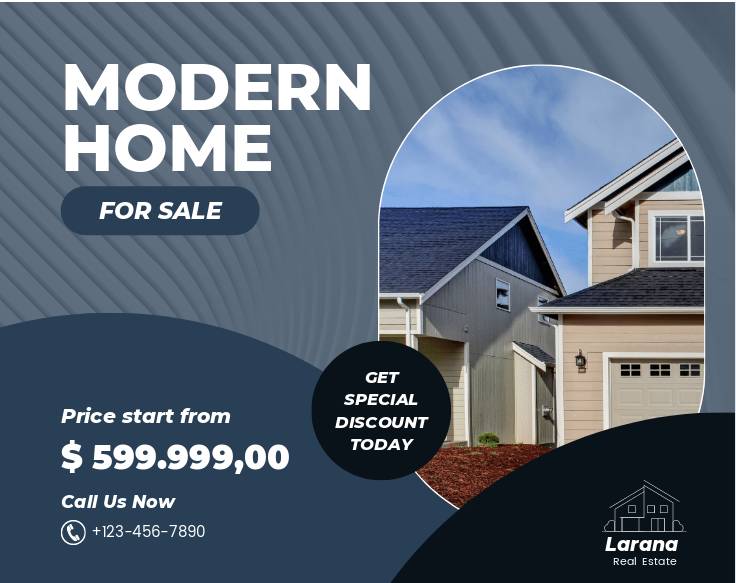 MODERN
HOME
FOR SALE
GET
SPECIAL
DISCOUNT
TODAY
Price start from
$ 599.999,00
Call Us Now
+123-456-7890
Larana
Real Estate